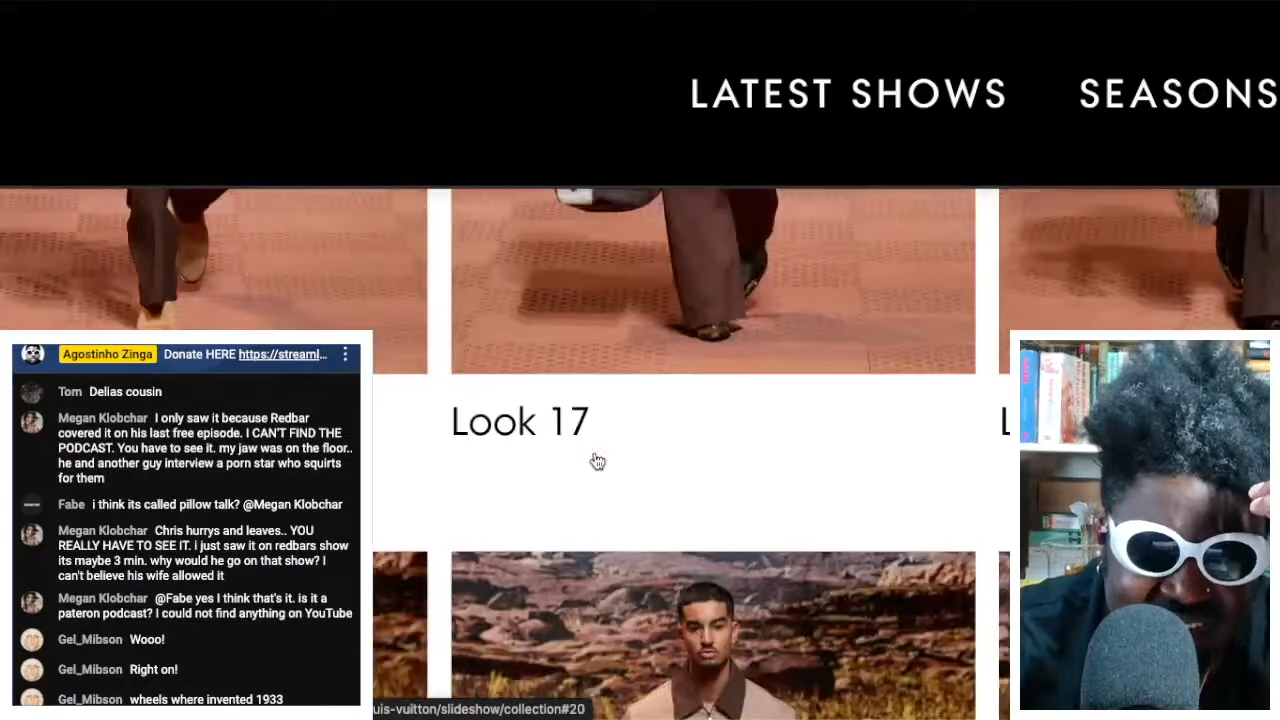 LATEST SHOWS SEASONS
Look 17
L
Agostinho Zinga Donate HERE https://streaml...
Tom Delias cousin
Megan Klobchar I only saw it because Redbar
covered it on his last free episode. I CAN'T FIND THE
PODCAST. You have to see it. my jaw was on the floor..
he and another guy interview a porn star who squirts
for them
Fabe i think its called pillow talk? @Megan Klobchar
Megan Klobchar Chris hurrys and leaves.. YOU
REALLY HAVE TO SEE IT. i just saw it on redbars show
its maybe 3 min. why would he go on that show? I
can't believe his wife allowed it
Megan Klobchar @Fabe yes I think that's it. is it a
pateron podcast? I could not find anything on YouTube
Gel_Mibson Wooo!
Gel_Mibson Right on!
Gel_Mibson wheels where invented 1933
uis-vuitton/slideshow/collection#20